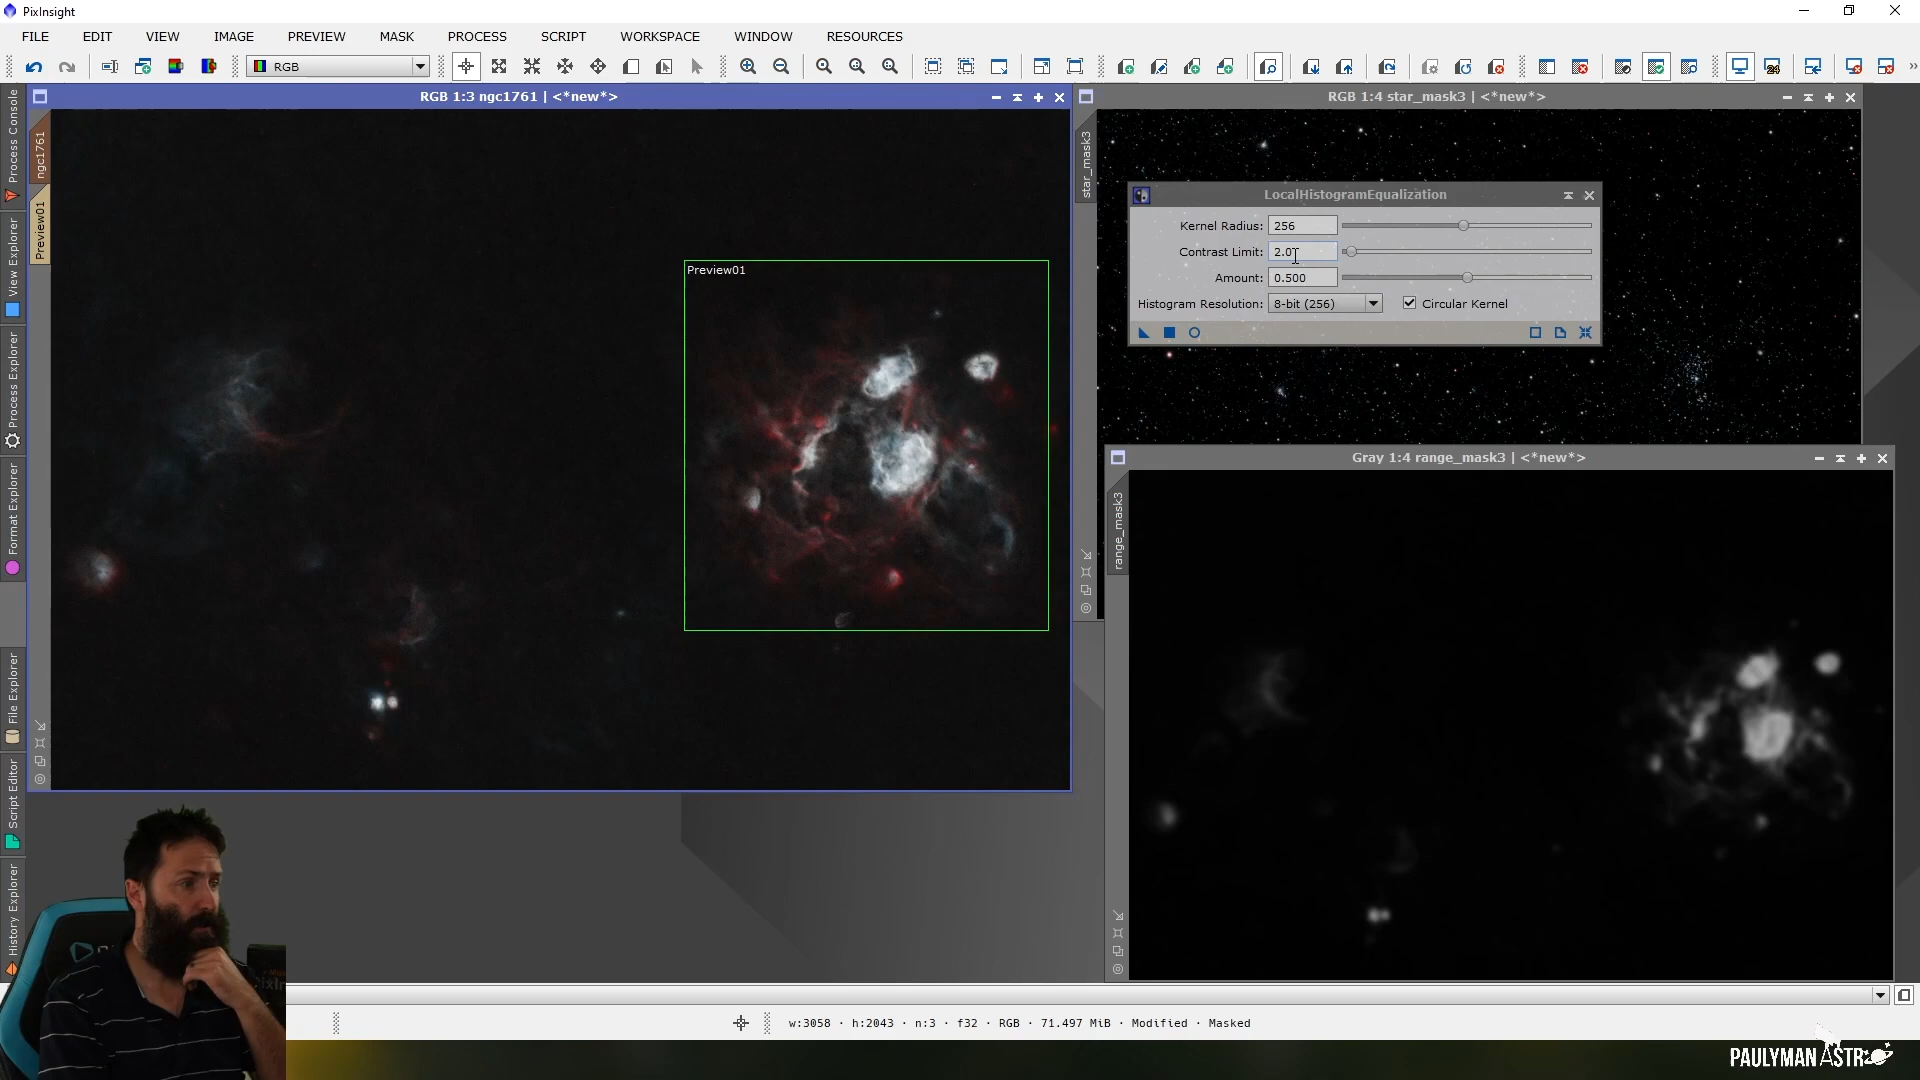 PixInsight
FILE EDIT VIEW IMAGE PREVIEW MASK PROCESS SCRIPT WORKSPACE WINDOW RESOURCES
RGB
24
RGB 1:3 ngc1761 | <*new*>
RGB 1:4 star_mask3 | <*new*>
Process Console
View Explorer
Process Explorer
Format Explorer
File Explorer
Script Editor
History Explorer
ngc1761
Preview01
Preview01
star_mask3
LocalHistogramEqualization
Kernel Radius: 256
Contrast Limit: 2.0
Amount: 0.500
Histogram Resolution: 8-bit (256) Circular Kernel
Gray 1:4 range_mask3 | <*new*>
range_mask3
w:3058 · h:2043 · n:3 · f32 · RGB · 71.497 MiB · Modified · Masked
PAULYMAN ASTRO